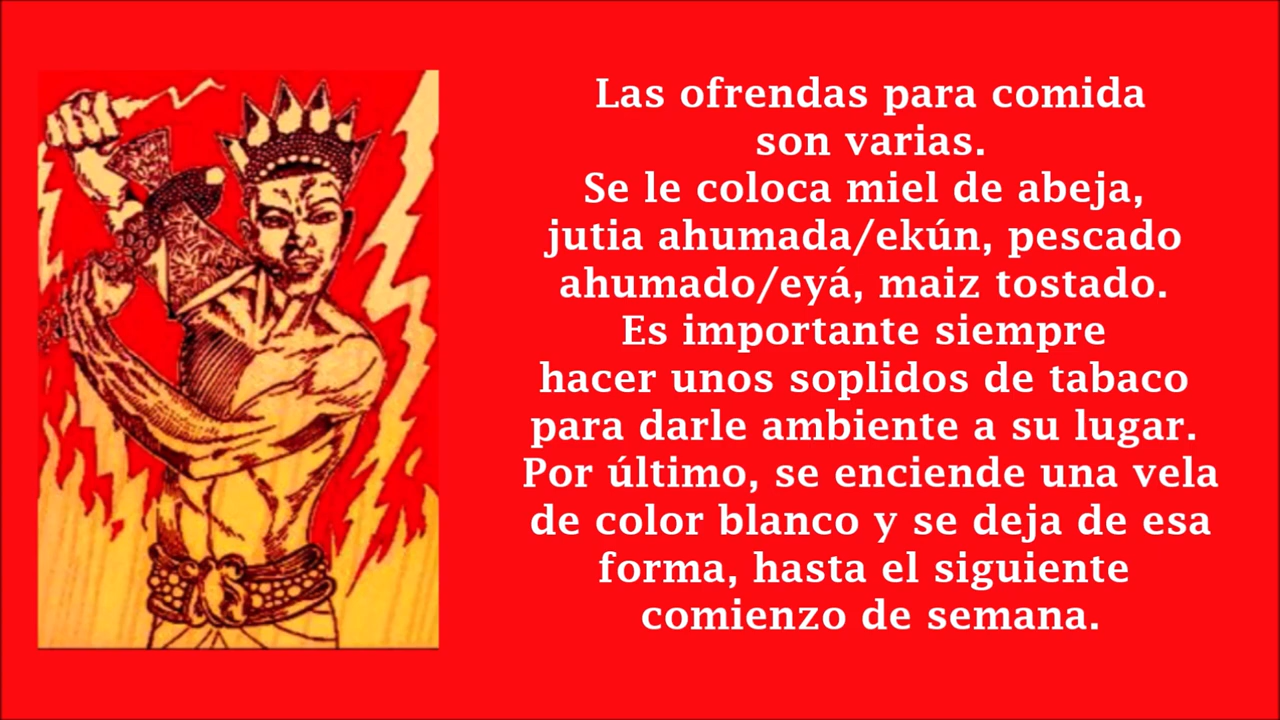 Las ofrendas para comida
son varias.
Se le coloca miel de abeja,
jutia ahumada/ekún, pescado
ahumado/eyá, maiz tostado.
Es importante siempre
hacer unos soplidos de tabaco
para darle ambiente a su lugar.
Por último, se enciende una vela
de color blanco y se deja de esa
forma, hasta el siguiente
comienzo de semana.